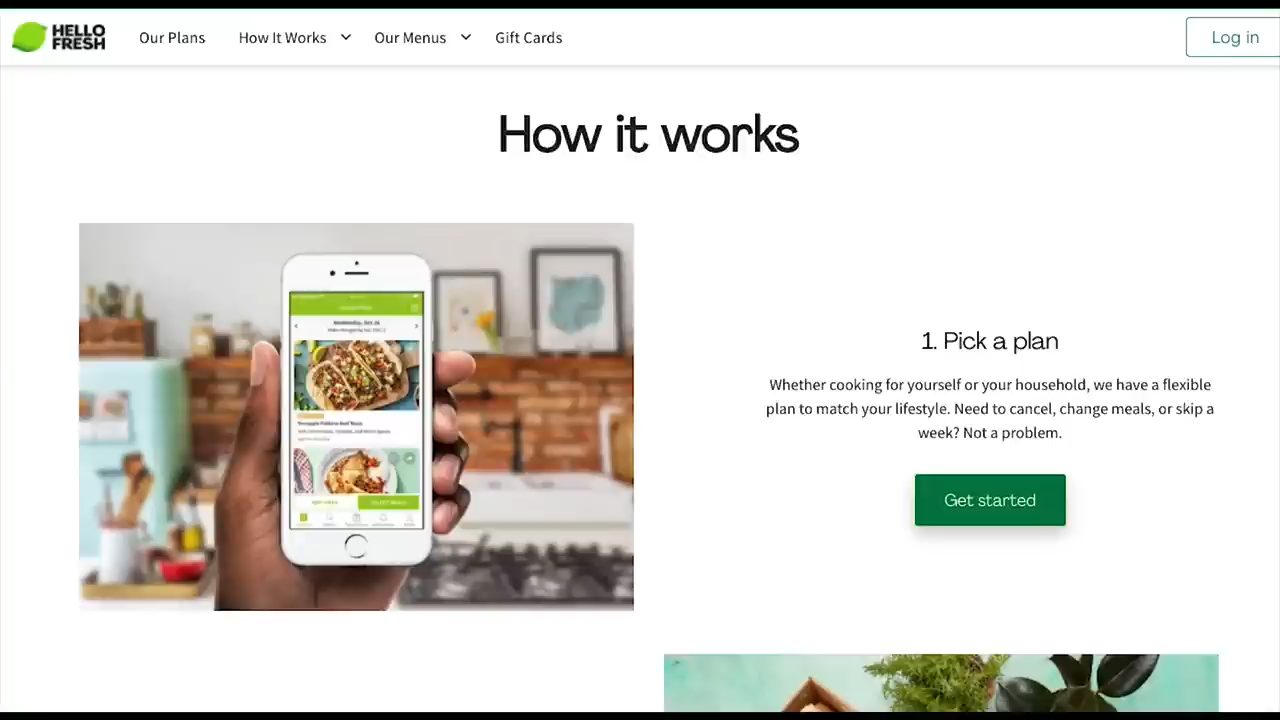 HELLO
FRESH
Our Plans
How It Works
Our Menus
Gift Cards
Log in
How it works
1. Pick a plan
Whether cooking for yourself or your household, we have a flexible
plan to match your lifestyle. Need to cancel, change meals, or skip a
week? Not a problem.
Get started